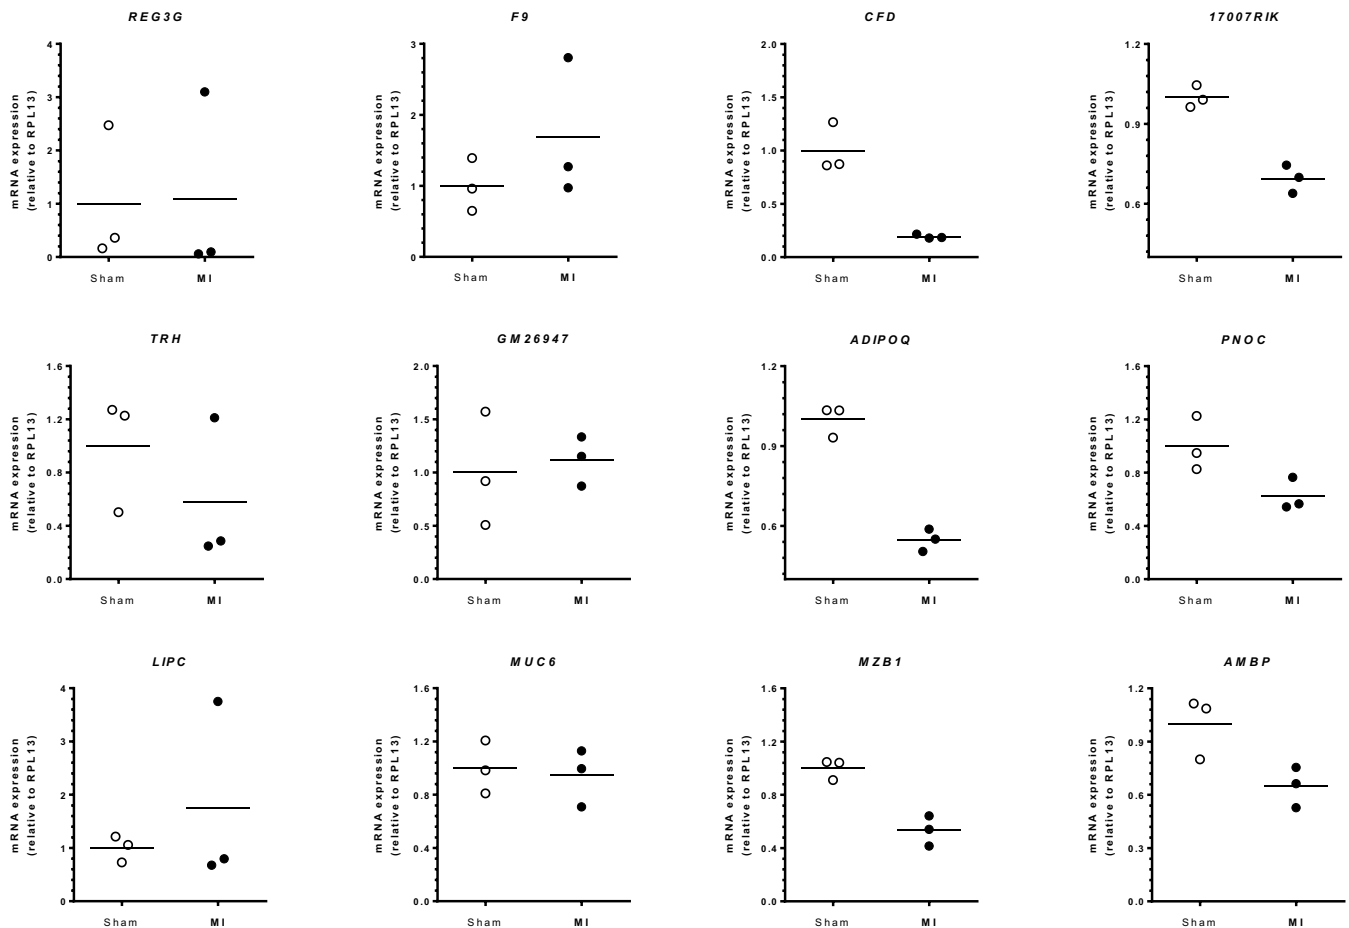 REG3G
mRNA expression
(relative to RPL13)
4
3
2
1
0
Sham MI
F9
mRNA expression
(relative to RPL13)
3
2
1
0
Sham MI
CFD
mRNA expression
(relative to RPL13)
2.0
1.5
1.0
0.5
0.0
Sham MI
17007RIK
mRNA expression
(relative to RPL13)
1.2
0.9
0.6
Sham MI
TRH
mRNA expression
(relative to RPL13)
1.6
1.2
0.8
0.4
0.0
Sham MI
GM26947
mRNA expression
(relative to RPL13)
2.0
1.5
1.0
0.5
0.0
Sham MI
ADIPOQ
mRNA expression
(relative to RPL13)
1.2
0.9
0.6
Sham MI
PNOC
mRNA expression
(relative to RPL13)
1.6
1.2
0.8
0.4
0.0
Sham MI
LIPC
mRNA expression
(relative to RPL13)
4
3
2
1
0
Sham MI
MUC6
mRNA expression
(relative to RPL13)
1.6
1.2
0.8
0.4
0.0
Sham MI
MZB1
mRNA expression
(relative to RPL13)
1.6
1.2
0.8
0.4
0.0
Sham MI
AMBP
mRNA expression
(relative to RPL13)
1.2
0.9
0.6
0.3
0.0
Sham MI